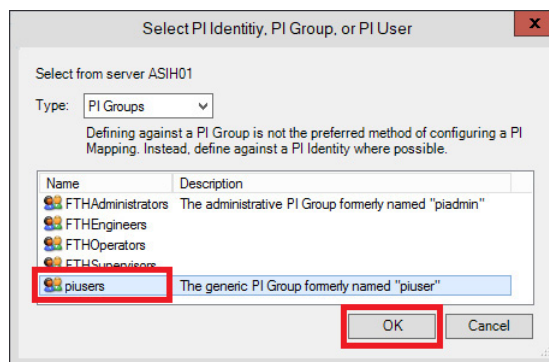 Select PI Identitiy, PI Group, or PI User
x
Select from server ASIH01
Type: PI Groups
Defining against a PI Group is not the preferred method of configuring a PI
Mapping. Instead, define against a PI Identity where possible.
Name Description
FTHAdministrators The administrative PI Group formerly named "piadmin"
FTHEngineers
FTHOperators
FTHSupervisors
piusers The generic PI Group formerly named "piuser"
OK Cancel